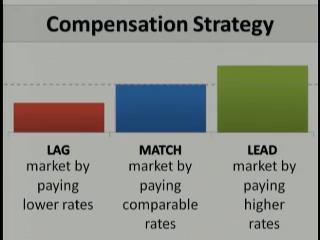 Compensation Strategy
LAG
market by
paying
lower rates
MATCH
market by
paying
comparable
rates
LEAD
market by
paying
higher
rates